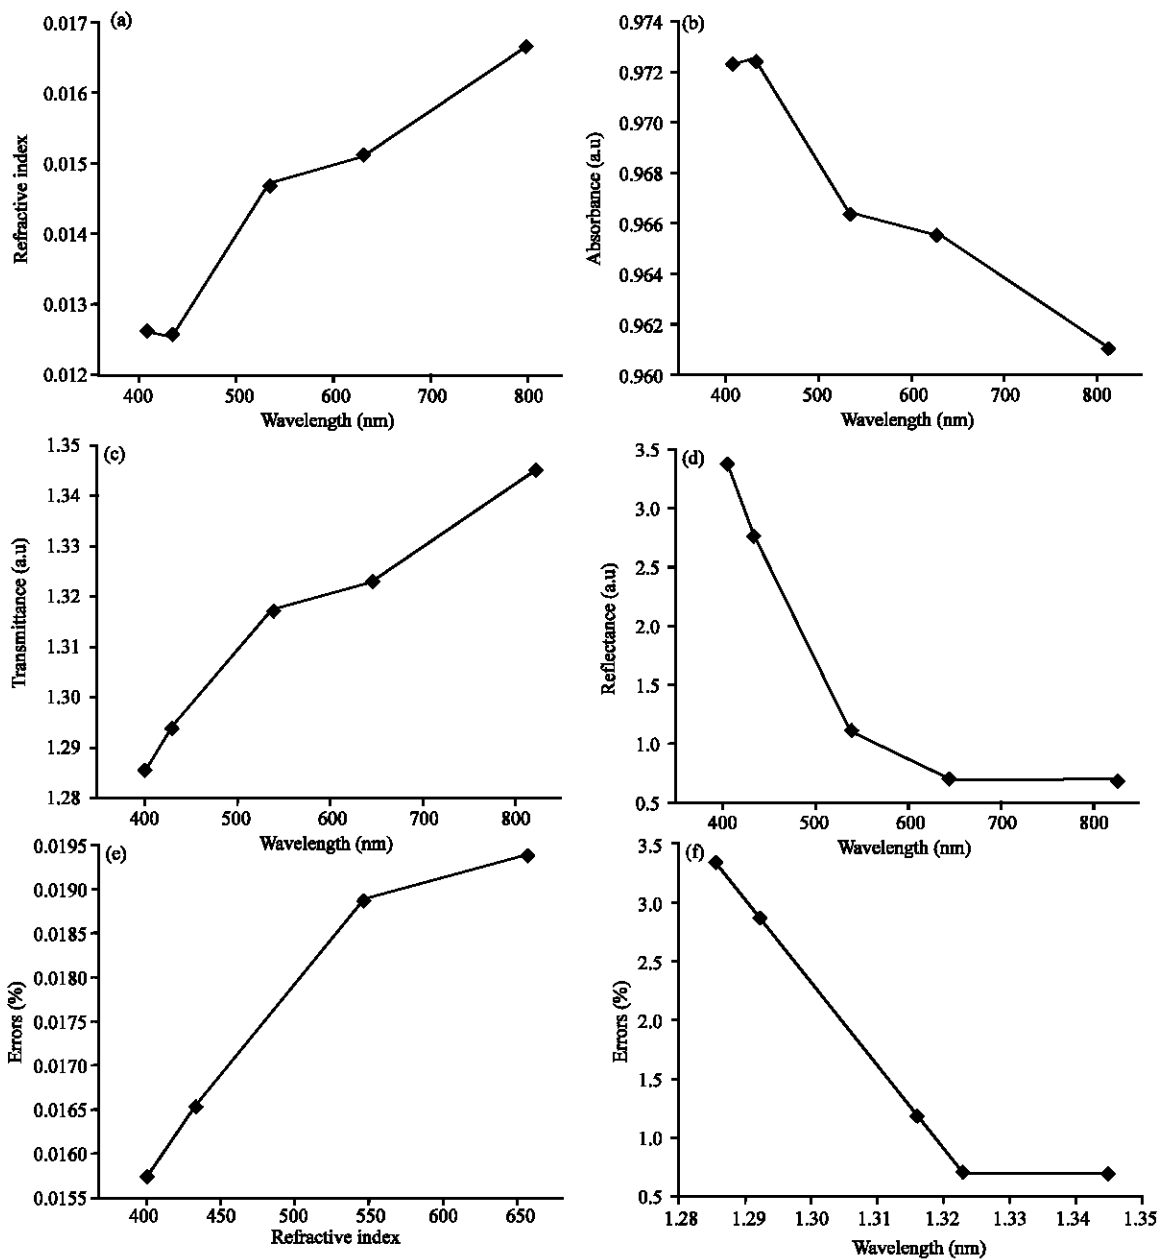 (a)
0.017
0.016
0.015
0.014
0.013
0.012
Refractive index
400 500 600 700 800
Wavelength (nm)
(b)
0.974
0.972
0.970
0.968
0.966
0.964
0.962
0.960
Absorbance (a.u)
400 500 600 700 800
Wavelength (nm)
(c)
1.35
1.34
1.33
1.32
1.31
1.30
1.29
1.28
Transmittance (a.u)
400 500 600 700 800
Wavelength (nm)
(d)
3.5
3.0
2.5
2.0
1.5
1.0
0.5
Reflectance (a.u)
400 500 600 700 800
Wavelength (nm)
(e)
0.0195
0.0190
0.0185
0.0180
0.0175
0.0170
0.0165
0.0160
0.0155
Errors (%)
400 450 500 550 600 650
Refractive index
(f)
3.5
3.0
2.5
2.0
1.5
1.0
0.5
Errors (%)
1.28 1.29 1.30 1.31 1.32 1.33 1.34 1.35
Wavelength (nm)